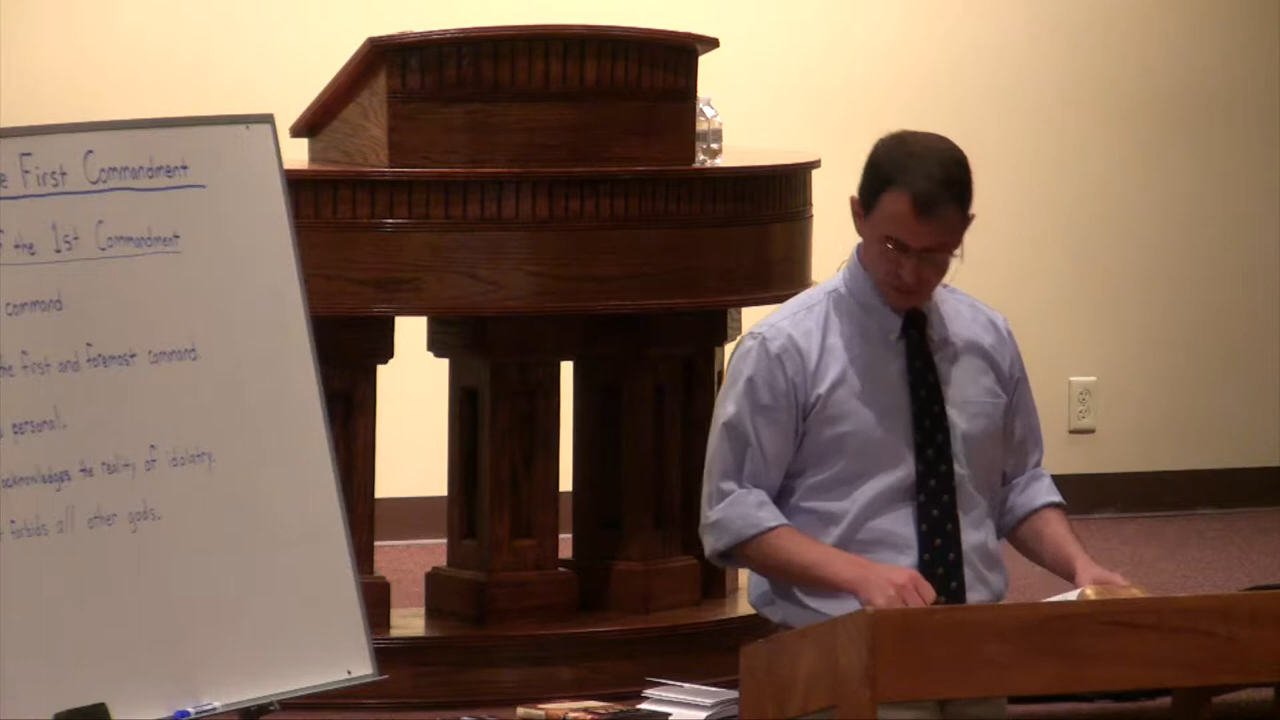 e First Commandment
f the 1st Commandment
command
he first and foremost command.
personal.
acknowledges the reality of idolatry.
forbids all other gods.